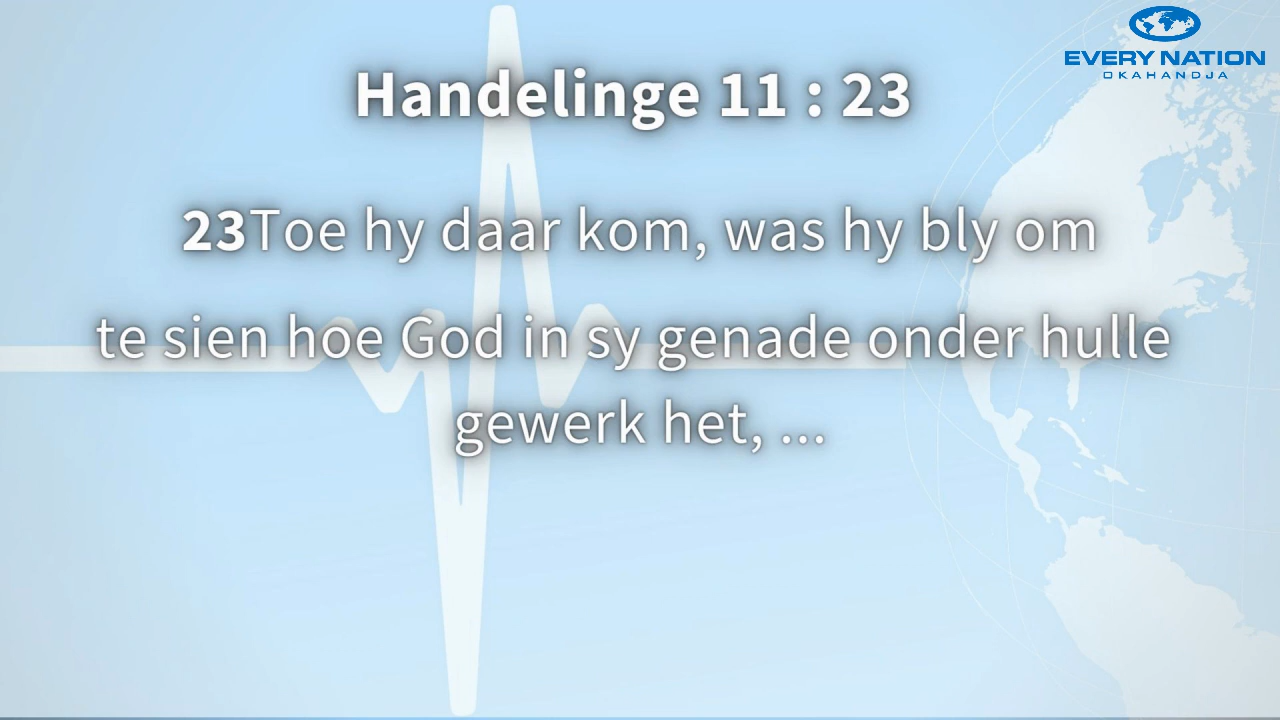 EVERY NATION
OKAHANDJA
Handelinge 11 : 23
23Toe hy daar kom, was hy bly om
te sien hoe God in sy genade onder hulle
gewerk het, ...